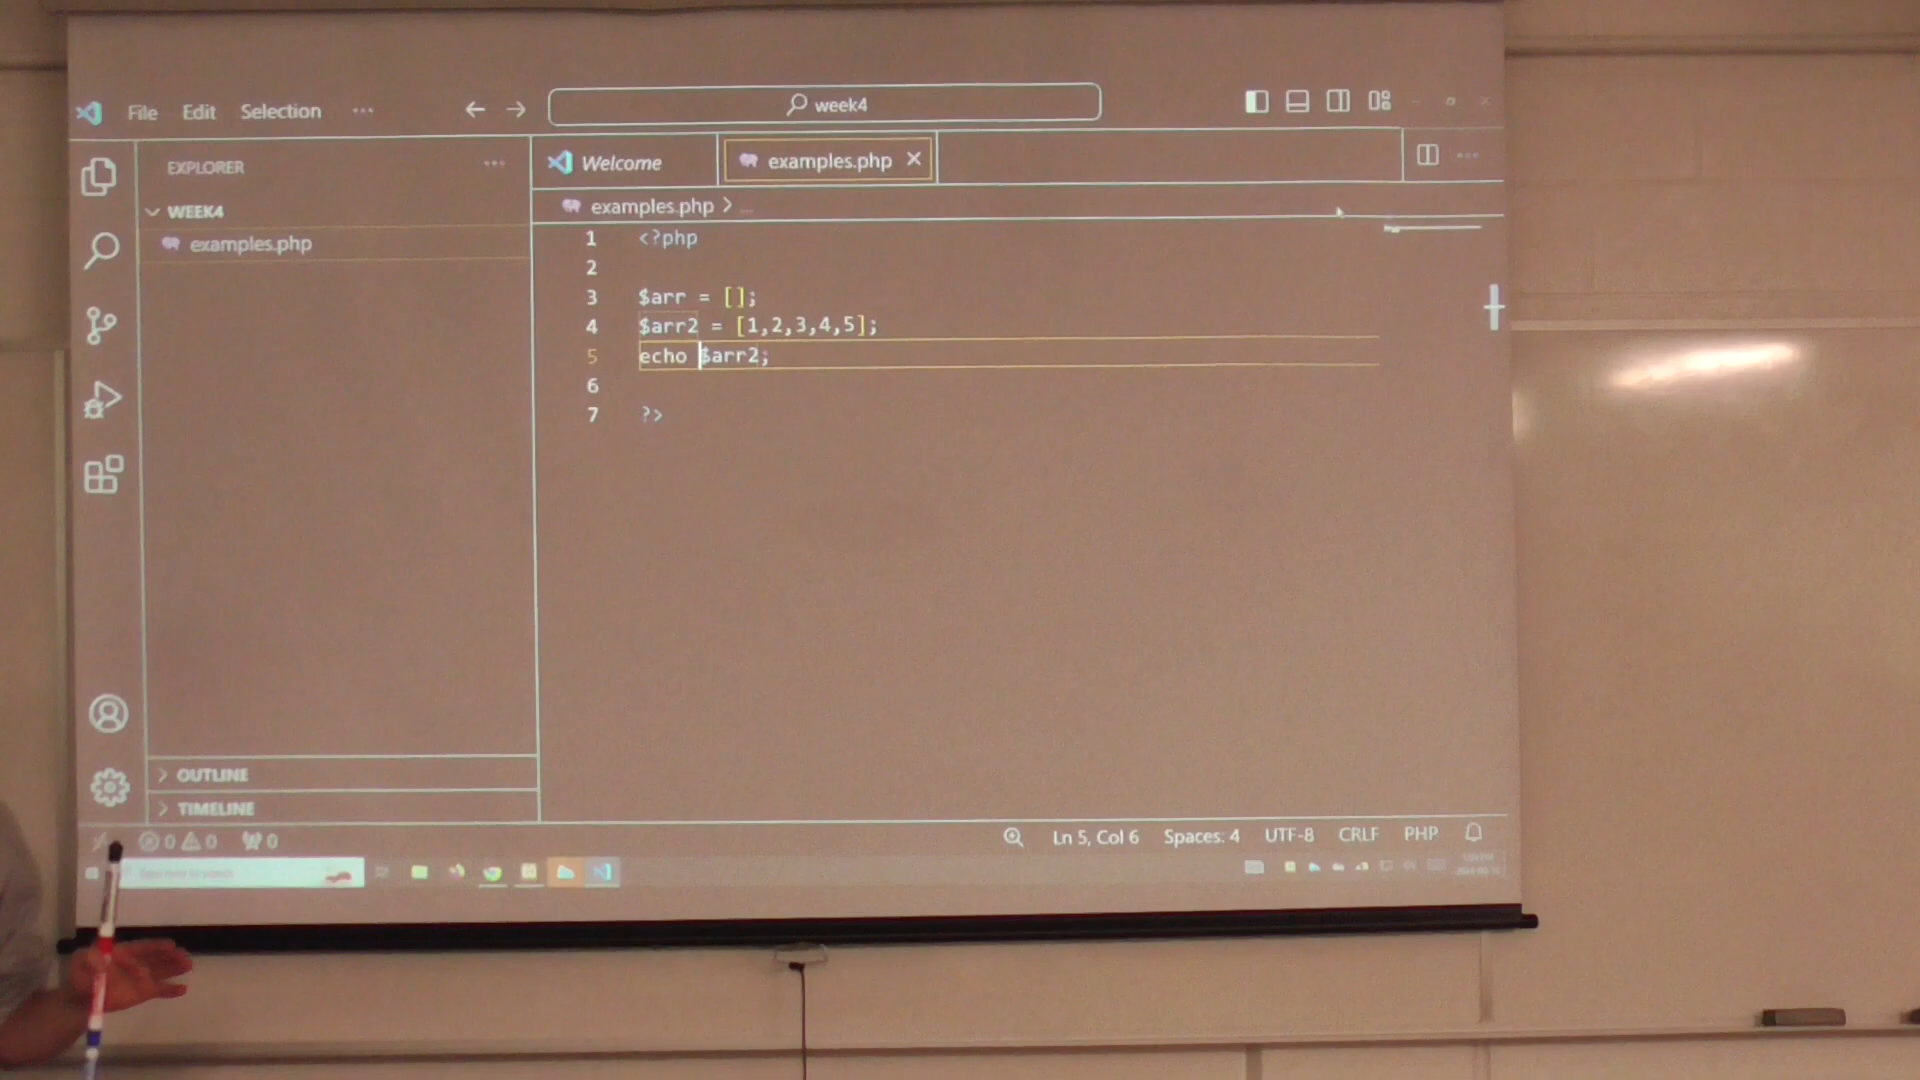 File Edit Selection ...
week4
EXPLORER ...
Welcome
examples.php
WEEK4
examples.php
examples.php > ...
1 <?php
2
3 $arr = [];
4 $arr2 = [1,2,3,4,5];
5 echo $arr2;
6
7 ?>
OUTLINE
TIMELINE
0 0 0
Ln 5, Col 6 Spaces: 4 UTF-8 CRLF PHP